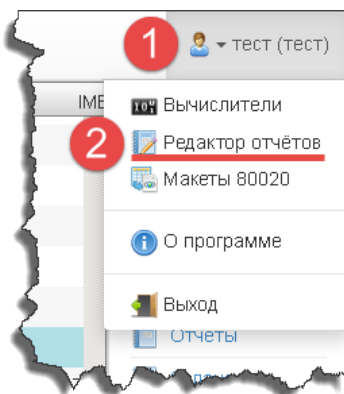 1
тест (тест)
IME
Вычислители
2
Редактор отчётов
Макеты 80020
О программе
Выход
Отчеты